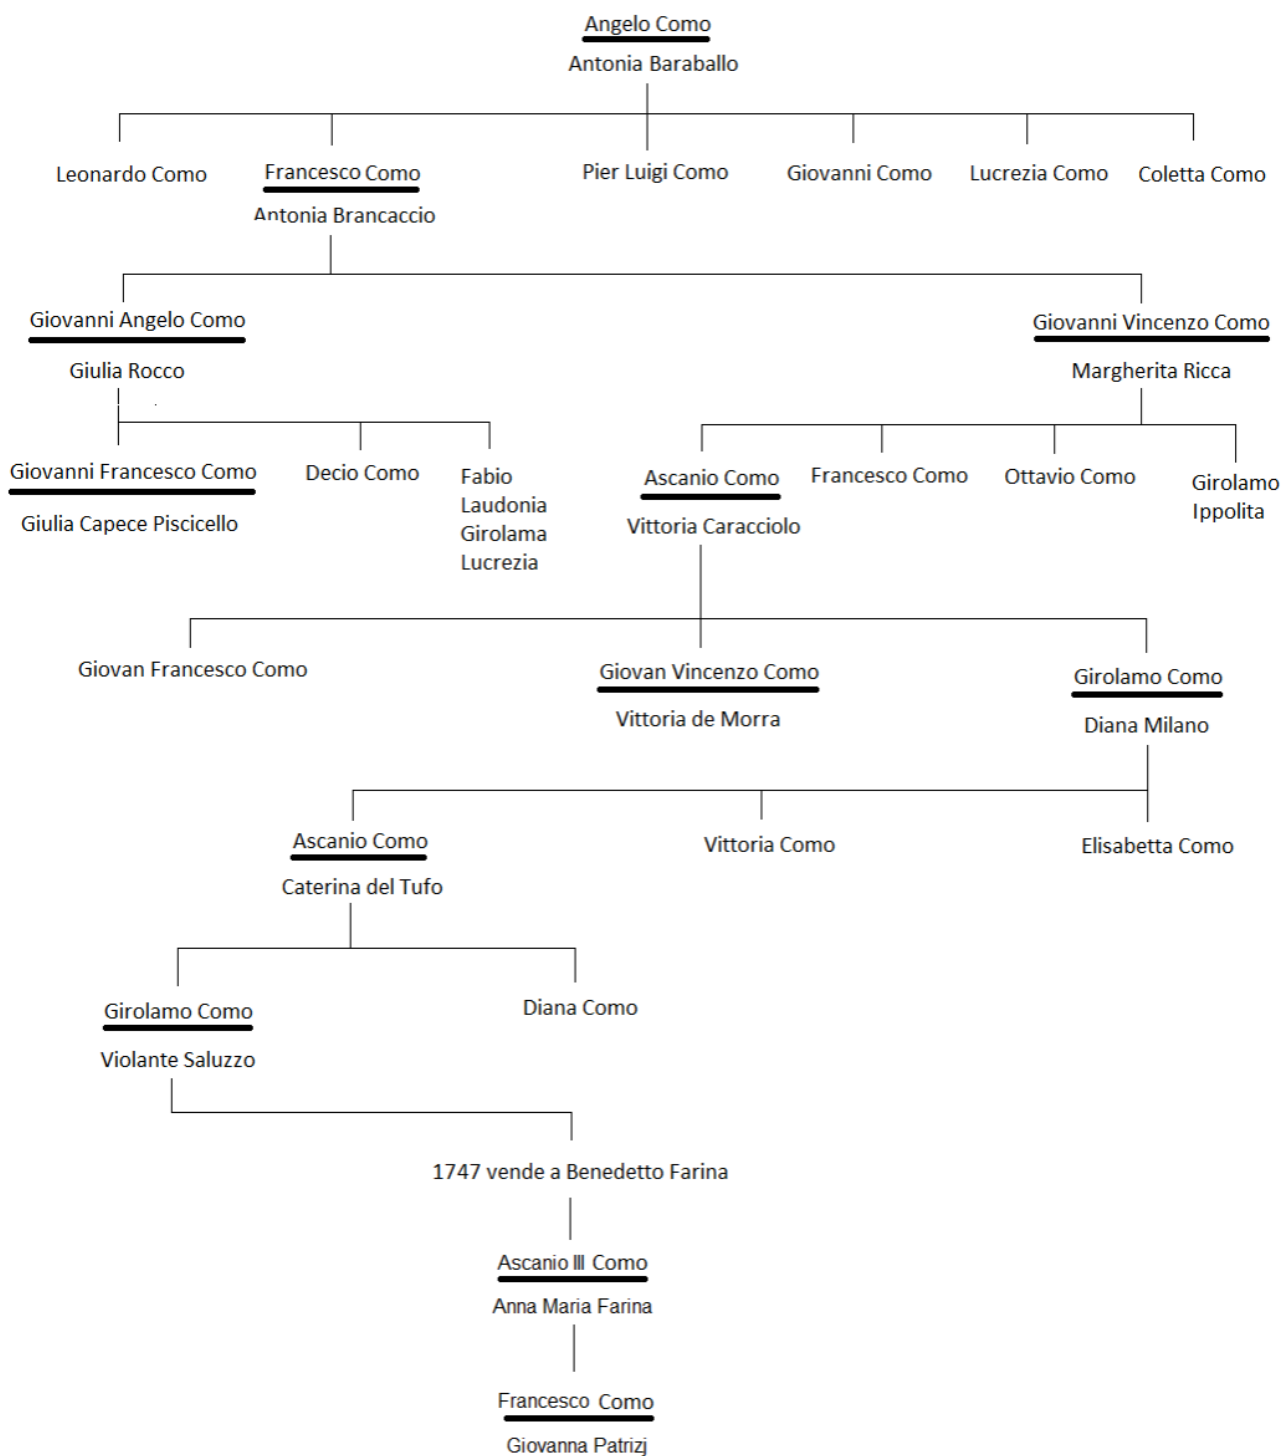 Angelo Como
Antonia Baraballo
Leonardo Como
Francesco Como
Pier Luigi Como
Giovanni Como
Lucrezia Como
Coletta Como
Antonia Brancaccio
Giovanni Angelo Como
Giovanni Vincenzo Como
Giulia Rocco
Margherita Ricca
Giovanni Francesco Como
Decio Como
Fabio
Laudonia
Girolama
Lucrezia
Ascanio Como
Francesco Como
Ottavio Como
Girolamo
Ippolita
Giulia Capece Piscicello
Vittoria Caracciolo
Giovan Francesco Como
Giovan Vincenzo Como
Girolamo Como
Vittoria de Morra
Diana Milano
Ascanio Como
Vittoria Como
Elisabetta Como
Caterina del Tufo
Girolamo Como
Diana Como
Violante Saluzzo
1747 vende a Benedetto Farina
Ascanio III Como
Anna Maria Farina
Francesco Como
Giovanna Patrizj